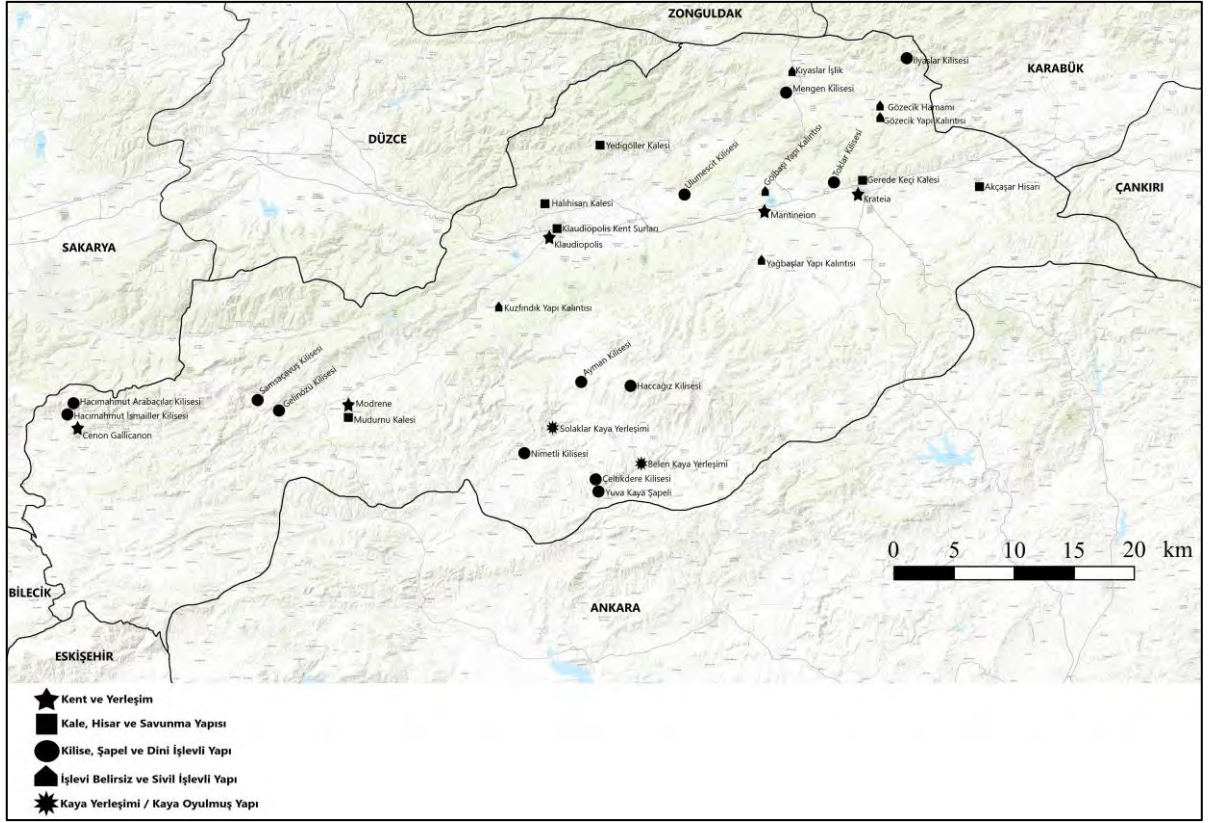 ZONGULDAK
KARABÜK
DÜZCE
ÇANKIRI
SAKARYA
BİLECİK
ESKİŞEHİR
ANKARA
İlyaslar Kilisesi
Kıyaslar İşlik
Mengen Kilisesi
Gözecik Hamamı
Gözecik Yapı Kalıntısı
Yedigöller Kalesi
Ulumescit Kilisesi
Gölbaşı Yapı Kalıntısı
Toklar Kilisesi
Gerede Keçi Kalesi
Akçaşar Hisarı
Krateia
Halıhisarı Kalesi
Mantineion
Klaudiopolis Kent Surları
Klaudiopolis
Yağbaşlar Yapı Kalıntısı
Kuzfındık Yapı Kalıntısı
Samsaçavuş Kilisesi
Gelinözü Kilisesi
Ayman Kilisesi
Haccağız Kilisesi
Hacımahmut Arabacılar Kilisesi
Hacımahmut İsmailler Kilisesi
Cenon Gallicanon
Modrene
Mudurnu Kalesi
Solaklar Kaya Yerleşimi
Nimetli Kilisesi
Belen Kaya Yerleşimi
Çeltikdere Kilisesi
Yuva Kaya Şapeli
0 5 10 15 20 km
Kent ve Yerleşim
Kale, Hisar ve Savunma Yapısı
Kilise, Şapel ve Dini İşlevli Yapı
İşlevi Belirsiz ve Sivil İşlevli Yapı
Kaya Yerleşimi / Kaya Oyulmuş Yapı